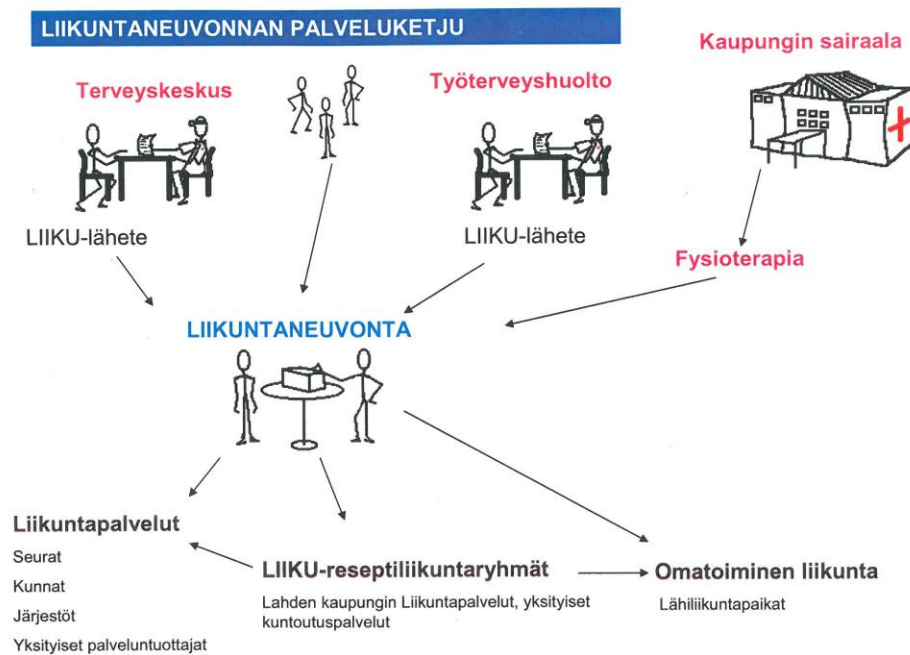 LIIKUNTANEUVONNAN PALVELUKETJU
Kaupungin sairaala
Terveyskeskus
Työterveyshuolto
LIIKU-lähete
LIIKU-lähete
Fysioterapia
LIIKUNTANEUVONTA
Liikuntapalvelut
Seurat
Kunnat
Järjestöt
Yksityiset palveluntuottajat
LIIKU-reseptiliikuntaryhmät
Lahden kaupungin Liikuntapalvelut, yksityiset
kuntoutuspalvelut
Omatoiminen liikunta
Lähiliikuntapaikat